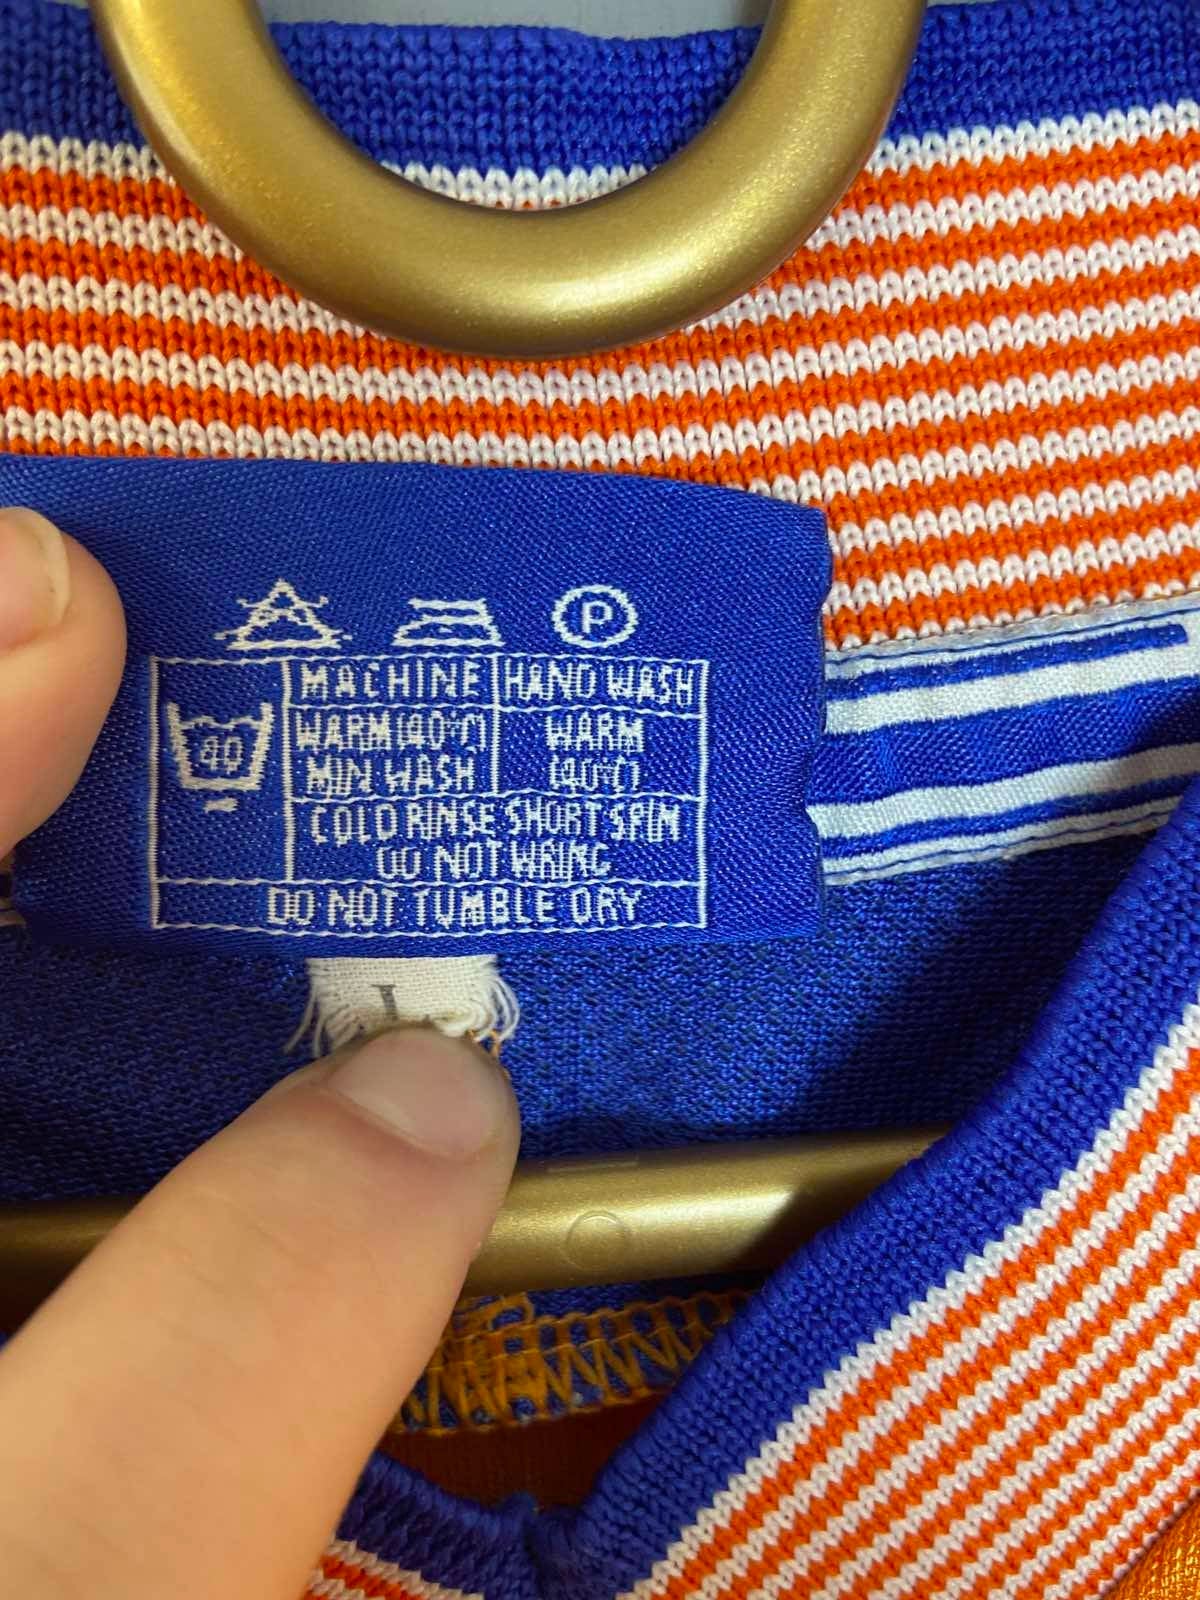 P
MACHINE HAND WASH
40 WARM (40°C) WARM
MIN WASH (40°C)
COLD RINSE SHORT SPIN
DO NOT WRING
DO NOT TUMBLE DRY
L